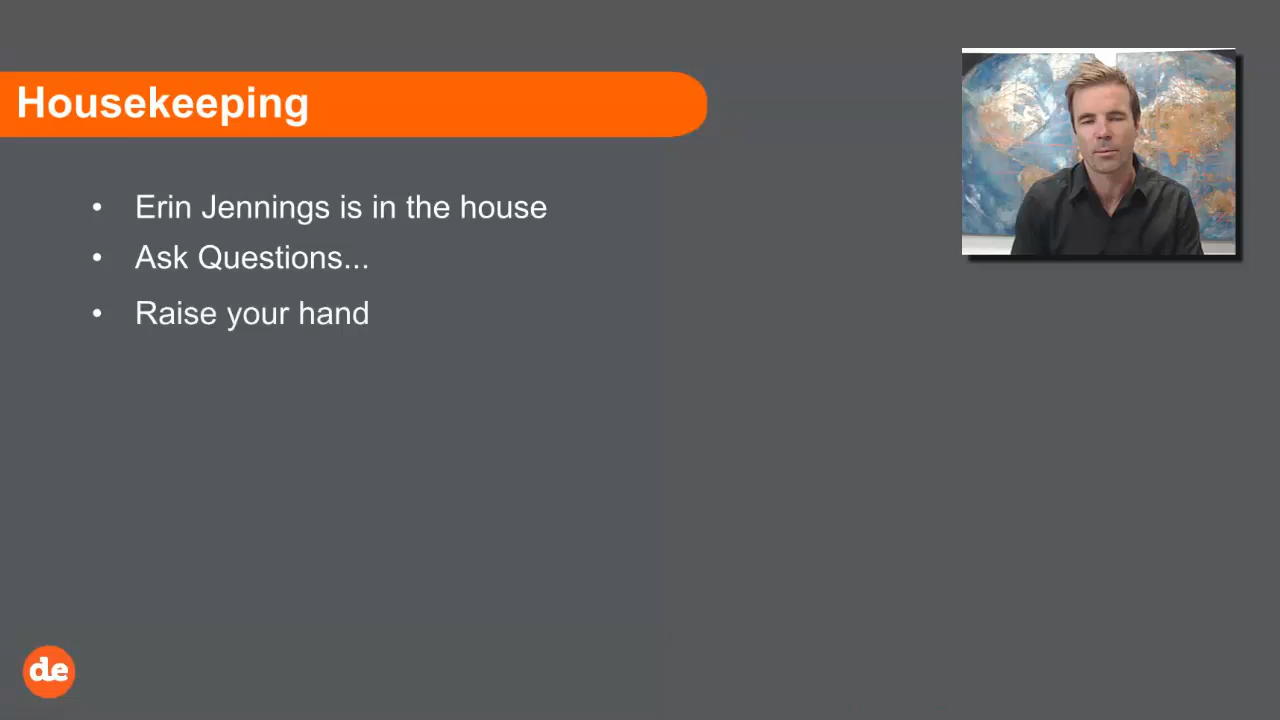 Housekeeping
• Erin Jennings is in the house
• Ask Questions...
• Raise your hand
de